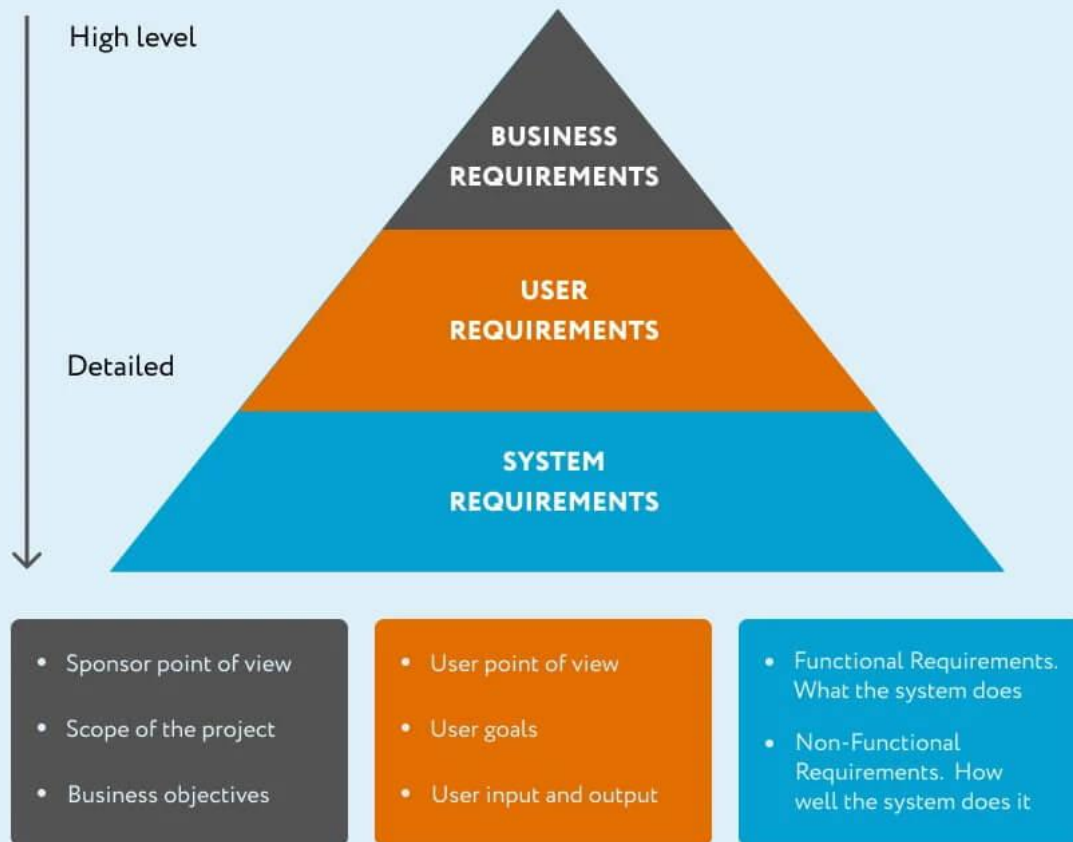 High level
BUSINESS
REQUIREMENTS
USER
REQUIREMENTS
Detailed
SYSTEM
REQUIREMENTS
• Sponsor point of view
• Scope of the project
• Business objectives
• User point of view
• User goals
• User input and output
• Functional Requirements.
What the system does
• Non-Functional
Requirements. How
well the system does it